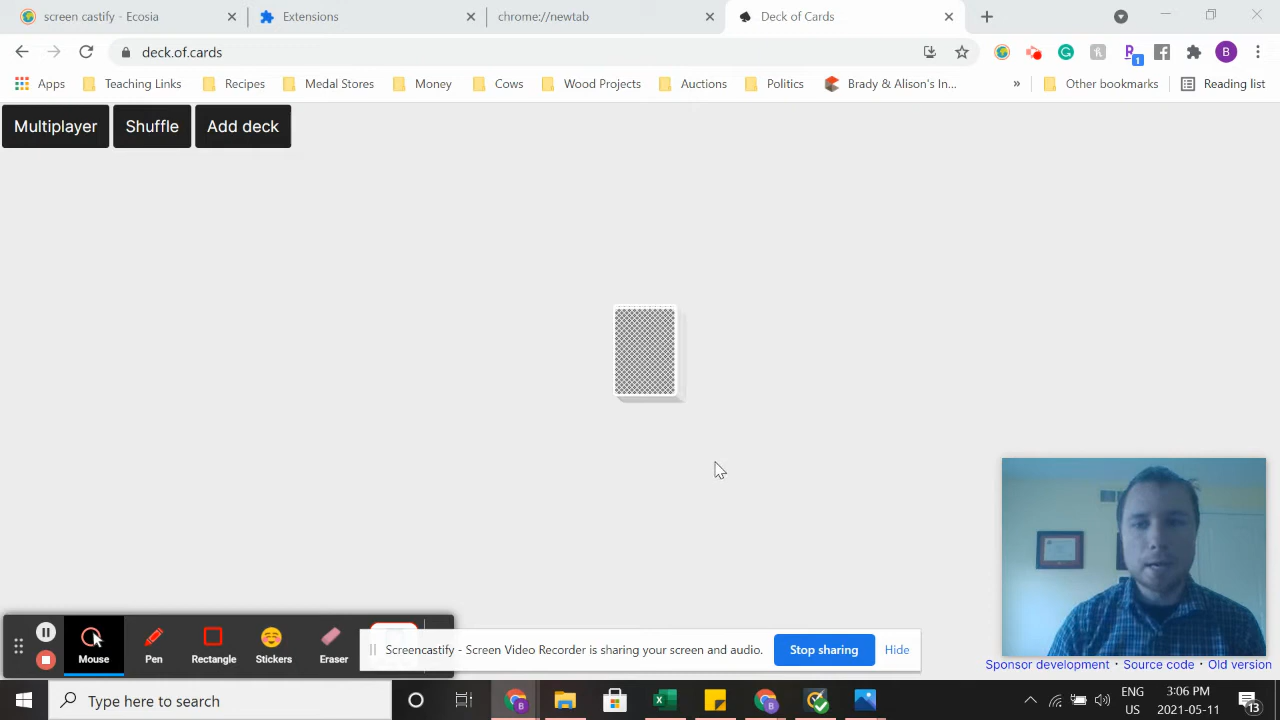 screen castify - Ecosia
Extensions
chrome://newtab
Deck of Cards
deck.of.cards
1
B
Apps
Teaching Links
Recipes
Medal Stores
Money
Cows
Wood Projects
Auctions
Politics
Brady & Alison's In...
»
Other bookmarks
Reading list
Multiplayer
Shuffle
Add deck
Mouse
Pen
Rectangle
Stickers
Eraser
Screencastify - Screen Video Recorder is sharing your screen and audio.
Stop sharing
Hide
Sponsor development · Source code · Old version
Type here to search
ENG
US
3:06 PM
2021-05-11
13